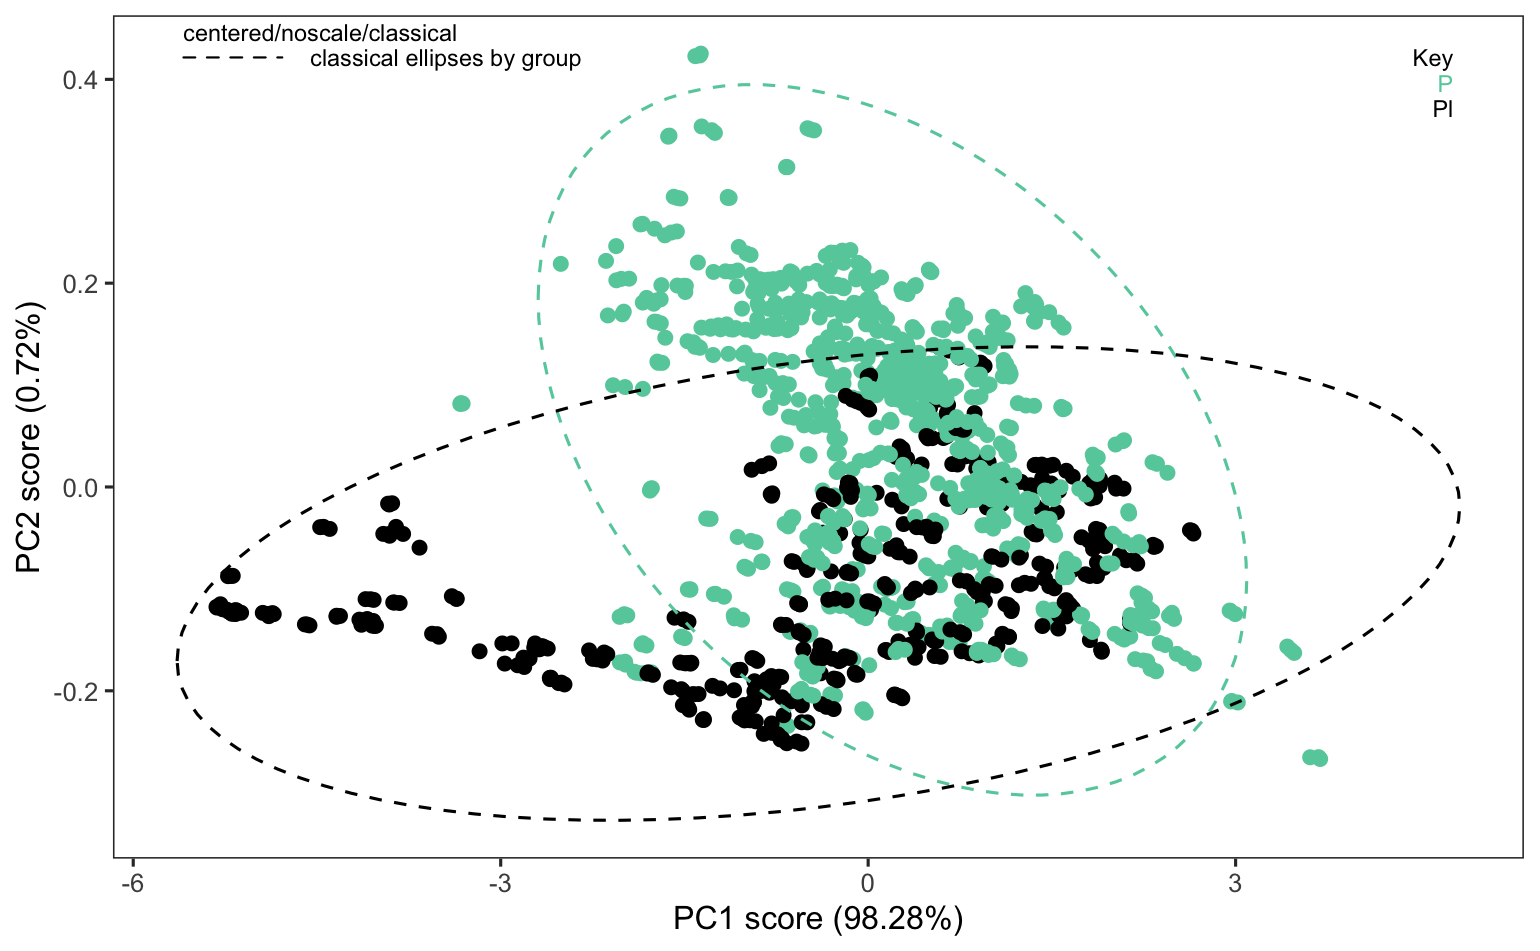 centered/noscale/classical
classical ellipses by group
Key
P
Pl
0.4
0.2
0.0
-0.2
PC2 score (0.72%)
-6
-3
0
3
PC1 score (98.28%)